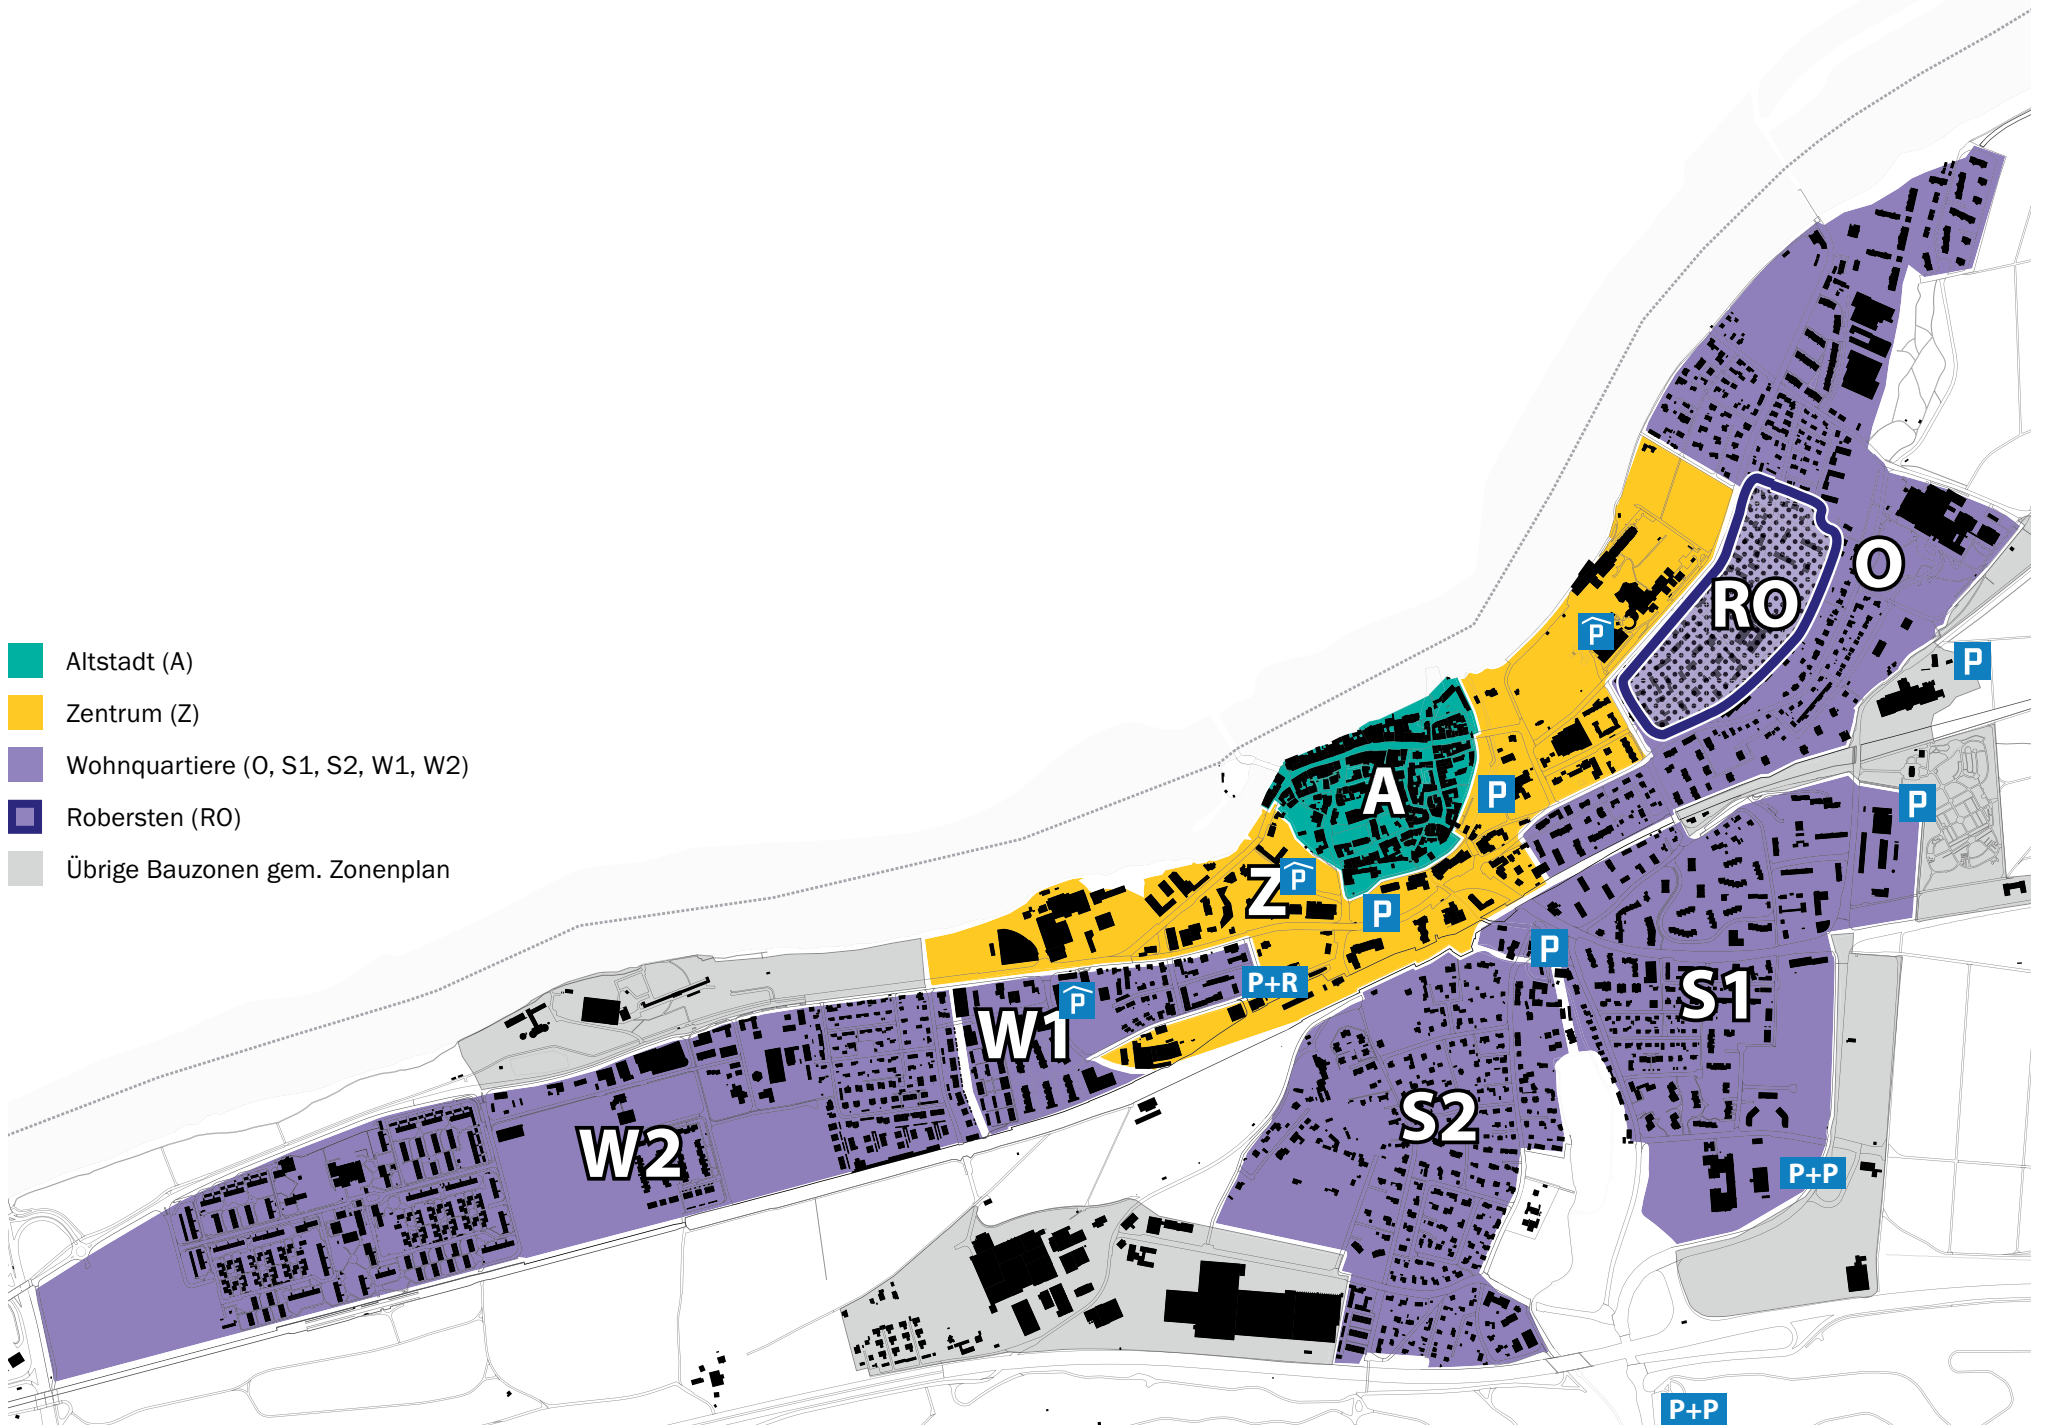 Altstadt (A)
Zentrum (Z)
Wohnquartiere (O, S1, S2, W1, W2)
Robersten (RO)
Übrige Bauzonen gem. Zonenplan
O
RO
P
P
A
P
P
P
Z
P
P
P
P+R
S1
P
W1
S2
W2
P+P
P+P